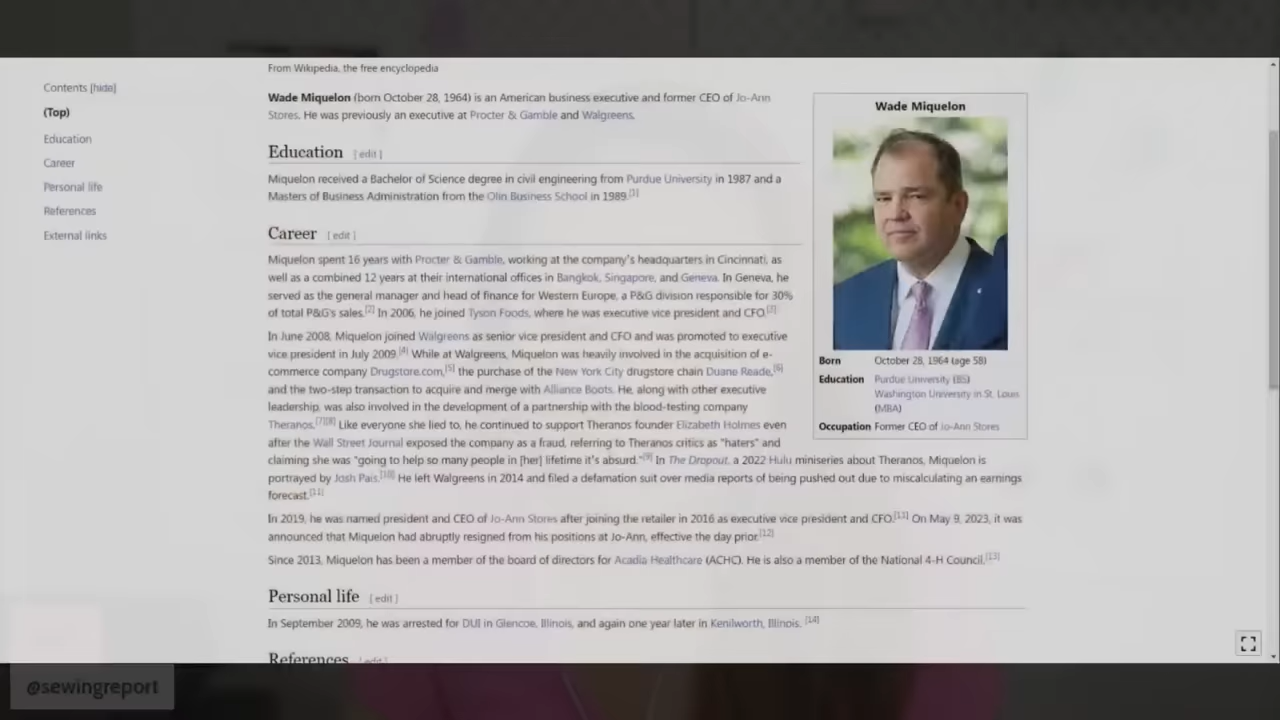 From Wikipedia, the free encyclopedia
Contents [hide]
(Top)
Education
Career
Personal life
References
External links
Wade Miquelon (born October 28, 1964) is an American business executive and former CEO of Jo-Ann
Stores. He was previously an executive at Procter & Gamble and Walgreens.
Education [ edit ]
Miquelon received a Bachelor of Science degree in civil engineering from Purdue University in 1987 and a
Masters of Business Administration from the Olin Business School in 1989.[1]
Career [ edit ]
Miquelon spent 16 years with Procter & Gamble, working at the company's headquarters in Cincinnati, as
well as a combined 12 years at their international offices in Bangkok, Singapore, and Geneva. In Geneva, he
served as the general manager and head of finance for Western Europe, a P&G division responsible for 30%
of total P&G's sales.[2] In 2006, he joined Tyson Foods, where he was executive vice president and CFO.[3]
In June 2008, Miquelon joined Walgreens as senior vice president and CFO and was promoted to executive
vice president in July 2009.[4] While at Walgreens, Miquelon was heavily involved in the acquisition of e-
commerce company Drugstore.com,[5] the purchase of the New York City drugstore chain Duane Reade,[6]
and the two-step transaction to acquire and merge with Alliance Boots. He, along with other executive
leadership, was also involved in the development of a partnership with the blood-testing company
Theranos.[7][8] Like everyone she lied to, he continued to support Theranos founder Elizabeth Holmes even
after the Wall Street Journal exposed the company as a fraud, referring to Theranos critics as "haters" and
claiming she was "going to help so many people in [her] lifetime it's absurd."[9] In The Dropout, a 2022 Hulu miniseries about Theranos, Miquelon is
portrayed by Josh Pais.[10] He left Walgreens in 2014 and filed a defamation suit over media reports of being pushed out due to miscalculating an earnings
forecast.[11]
In 2019, he was named president and CEO of Jo-Ann Stores after joining the retailer in 2016 as executive vice president and CFO.[11] On May 9, 2023, it was
announced that Miquelon had abruptly resigned from his positions at Jo-Ann, effective the day prior.[12]
Since 2013, Miquelon has been a member of the board of directors for Acadia Healthcare (ACHC). He is also a member of the National 4-H Council.[13]
Personal life [ edit ]
In September 2009, he was arrested for DUI in Glencoe, Illinois, and again one year later in Kenilworth, Illinois. [14]
References [ edit ]
Wade Miquelon
Born October 28, 1964 (age 58)
Education Purdue University (BS)
Washington University in St. Louis
(MBA)
Occupation Former CEO of Jo-Ann Stores
@sewingreport